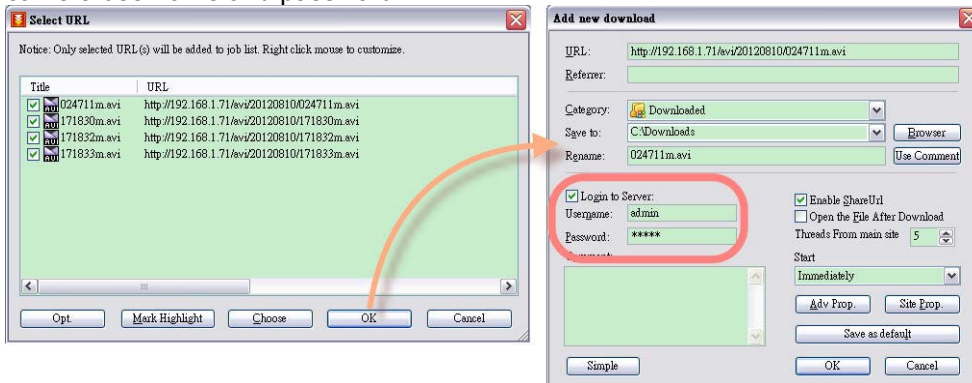 Select URL
Notice: Only selected URL(s) will be added to job list. Right click mouse to customize.
Title URL
024711m.avi http://192.168.1.71/avi/20120810/024711m.avi
171830m.avi http://192.168.1.71/avi/20120810/171830m.avi
171832m.avi http://192.168.1.71/avi/20120810/171832m.avi
171833m.avi http://192.168.1.71/avi/20120810/171833m.avi
Opt. Mark Highlight Choose OK Cancel
Add new download
URL: http://192.168.1.71/avi/20120810/024711m.avi
Referrer:
Category: Downloaded
Save to: C:\Downloads Browser
Rename: 024711m.avi Use Comment
Login to Server:
Username: admin
Password: *****
Enable ShareUrl
Open the File After Download
Threads From main site 5
Start
Immediately
Adv Prop. Site Prop.
Save as default
Simple OK Cancel